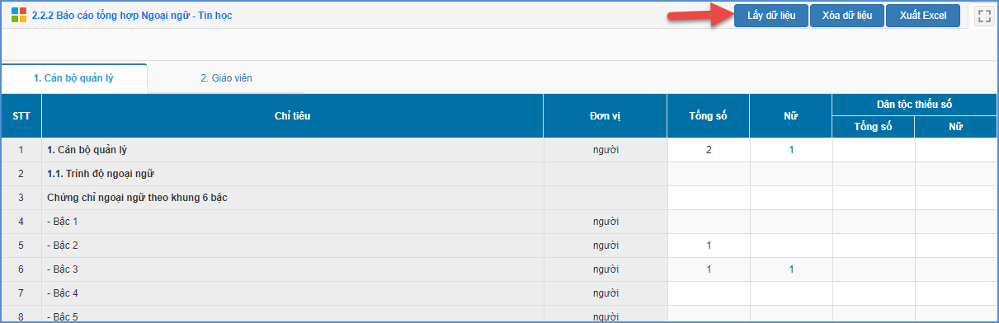 2.2.2 Báo cáo tổng hợp Ngoại ngữ - Tin học
Lấy dữ liệu Xóa dữ liệu Xuất Excel
1. Cán bộ quản lý 2. Giáo viên
STT Chỉ tiêu Đơn vị Tổng số Nữ Dân tộc thiểu số
Tổng số Nữ
1 1. Cán bộ quản lý người 2 1
2 1.1. Trình độ ngoại ngữ
3 Chứng chỉ ngoại ngữ theo khung 6 bậc
4 - Bậc 1 người
5 - Bậc 2 người 1
6 - Bậc 3 người 1 1
7 - Bậc 4 người
8 - Bậc 5 người